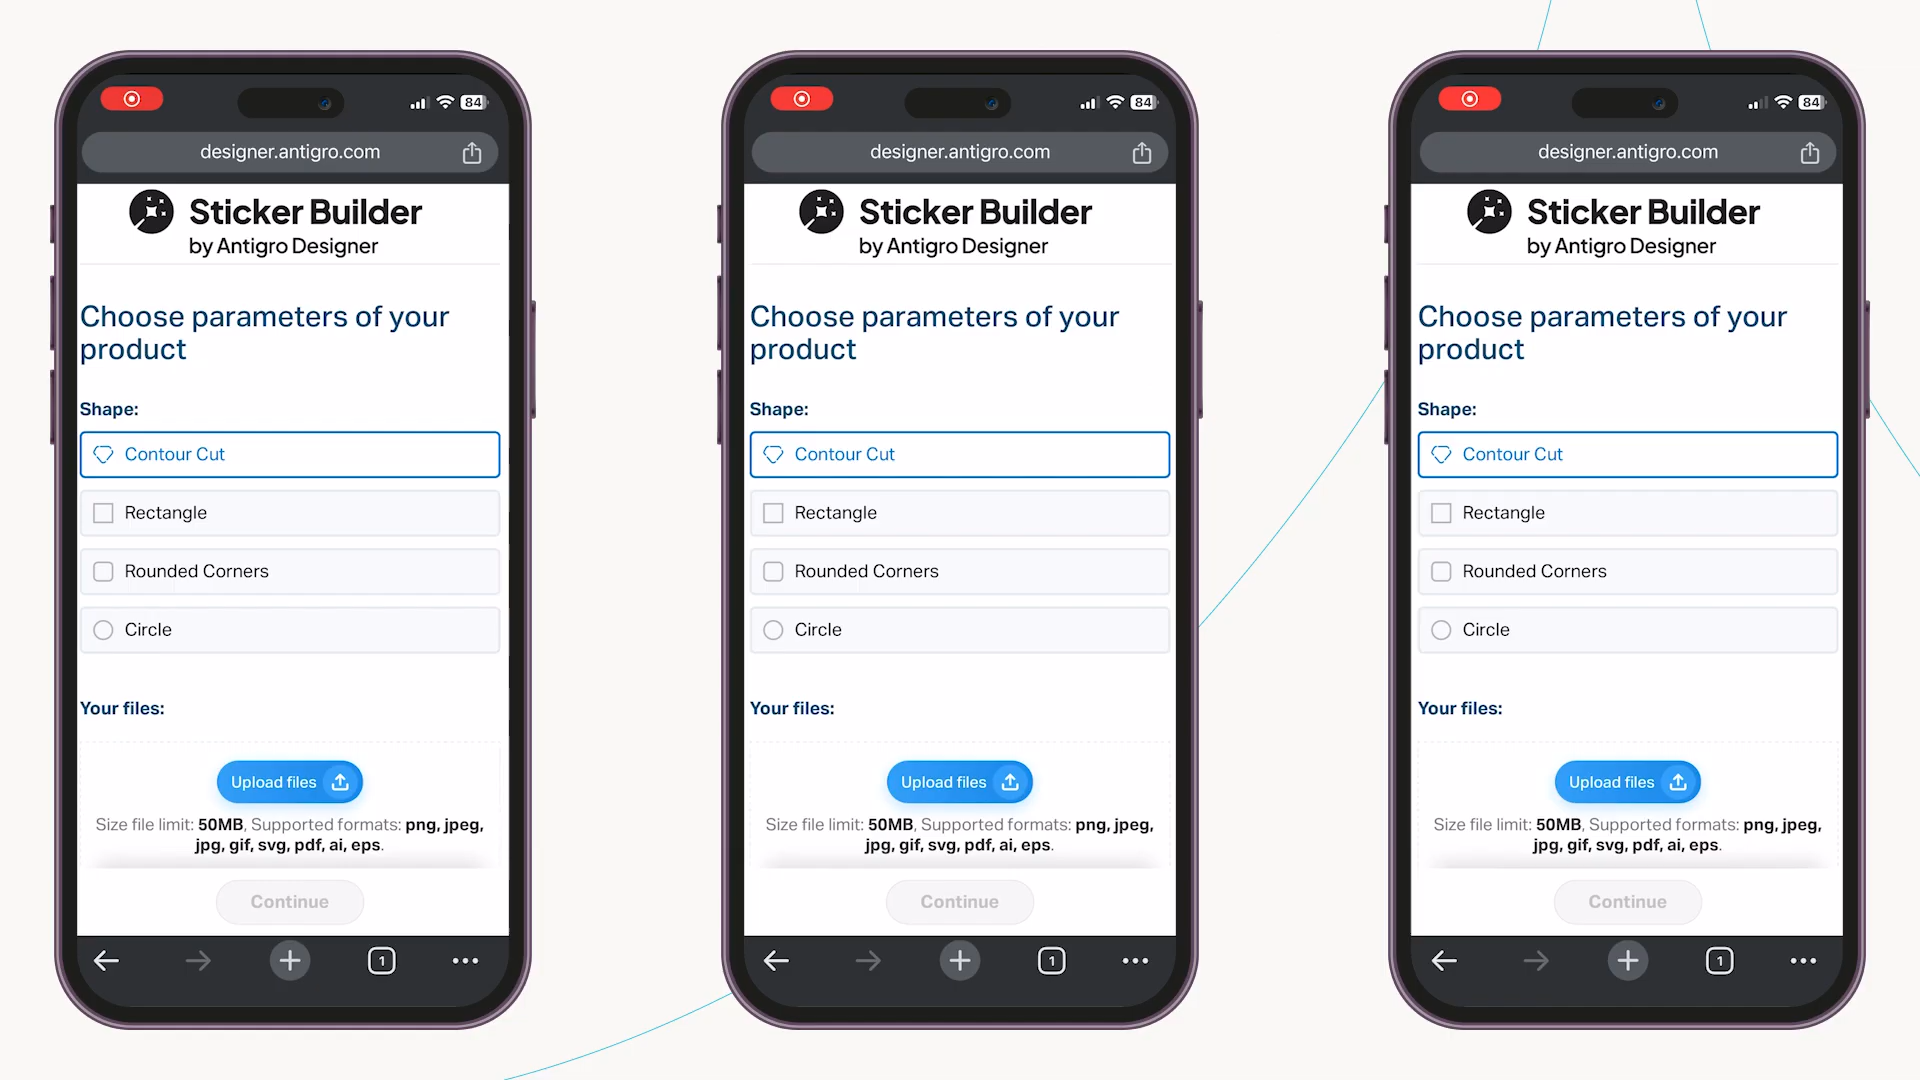 84
designer.antigro.com
Sticker Builder
by Antigro Designer
Choose parameters of your
product
Shape:
Contour Cut
Rectangle
Rounded Corners
Circle
Your files:
Upload files
Size file limit: 50MB, Supported formats: png, jpeg,
jpg, gif, svg, pdf, ai, eps.
Continue
1
84
designer.antigro.com
Sticker Builder
by Antigro Designer
Choose parameters of your
product
Shape:
Contour Cut
Rectangle
Rounded Corners
Circle
Your files:
Upload files
Size file limit: 50MB, Supported formats: png, jpeg,
jpg, gif, svg, pdf, ai, eps.
Continue
1
84
designer.antigro.com
Sticker Builder
by Antigro Designer
Choose parameters of your
product
Shape:
Contour Cut
Rectangle
Rounded Corners
Circle
Your files:
Upload files
Size file limit: 50MB, Supported formats: png, jpeg,
jpg, gif, svg, pdf, ai, eps.
Continue
1